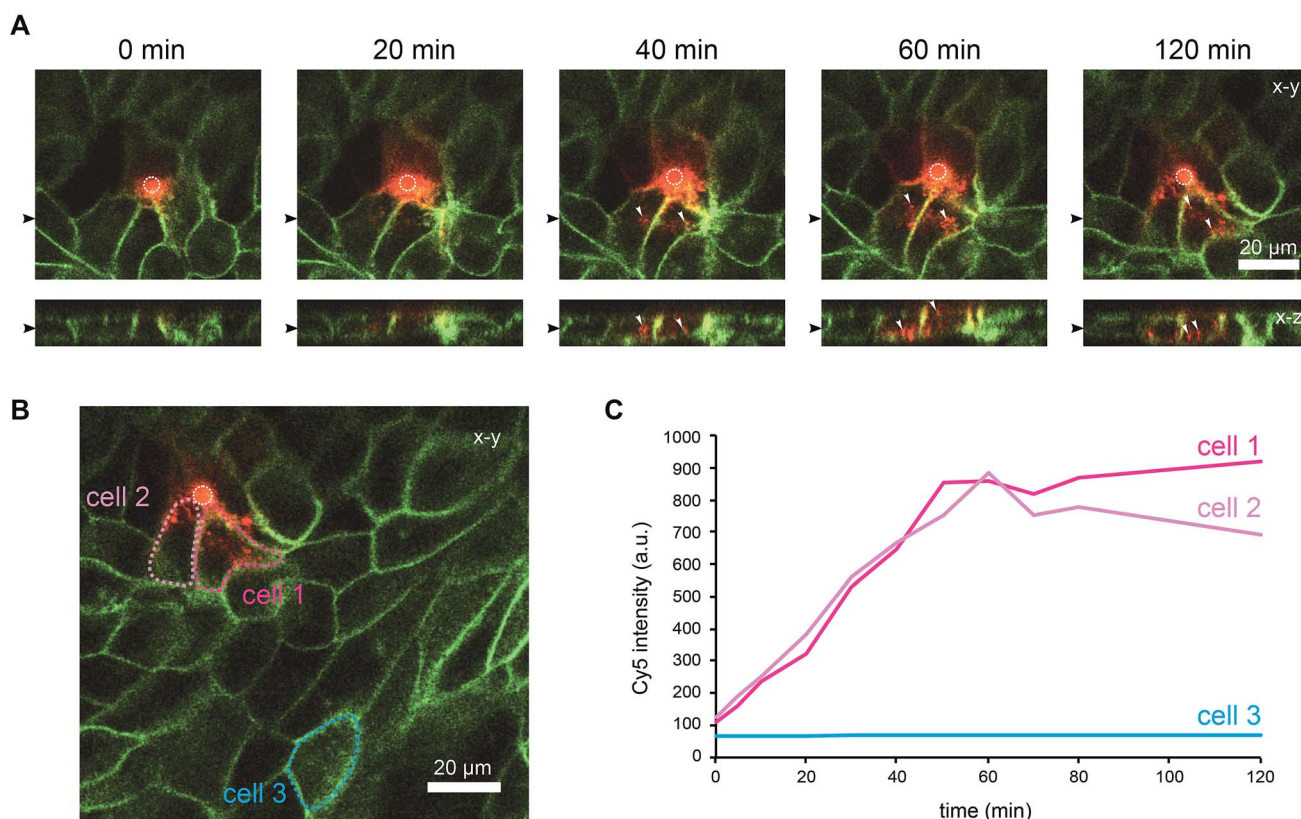 A
0 min 20 min 40 min 60 min 120 min
x-y
20 µm
x-z
B
x-y
cell 2
cell 1
cell 3
20 µm
C
1000
900
800
700
600
500
400
300
200
100
0
Cy5 intensity (a.u.)
cell 1
cell 2
cell 3
0 20 40 60 80 100 120
time (min)